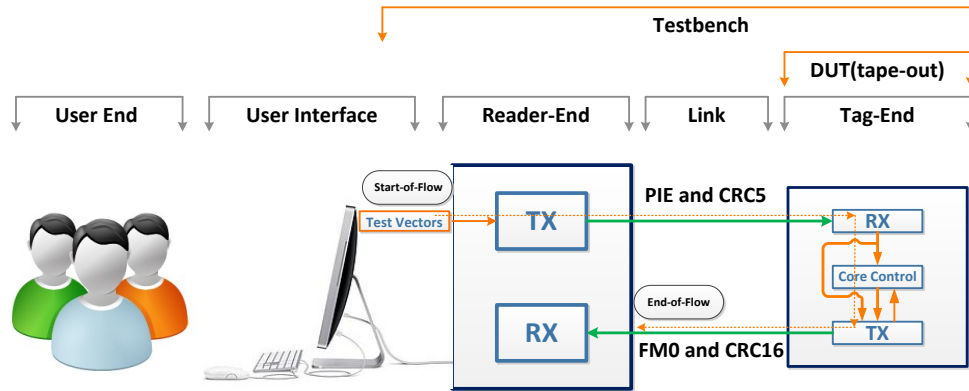 Testbench
DUT(tape-out)
User End
User Interface
Reader-End
Link
Tag-End
Start-of-Flow
Test Vectors
TX
PIE and CRC5
RX
Core Control
TX
End-of-Flow
RX
FM0 and CRC16